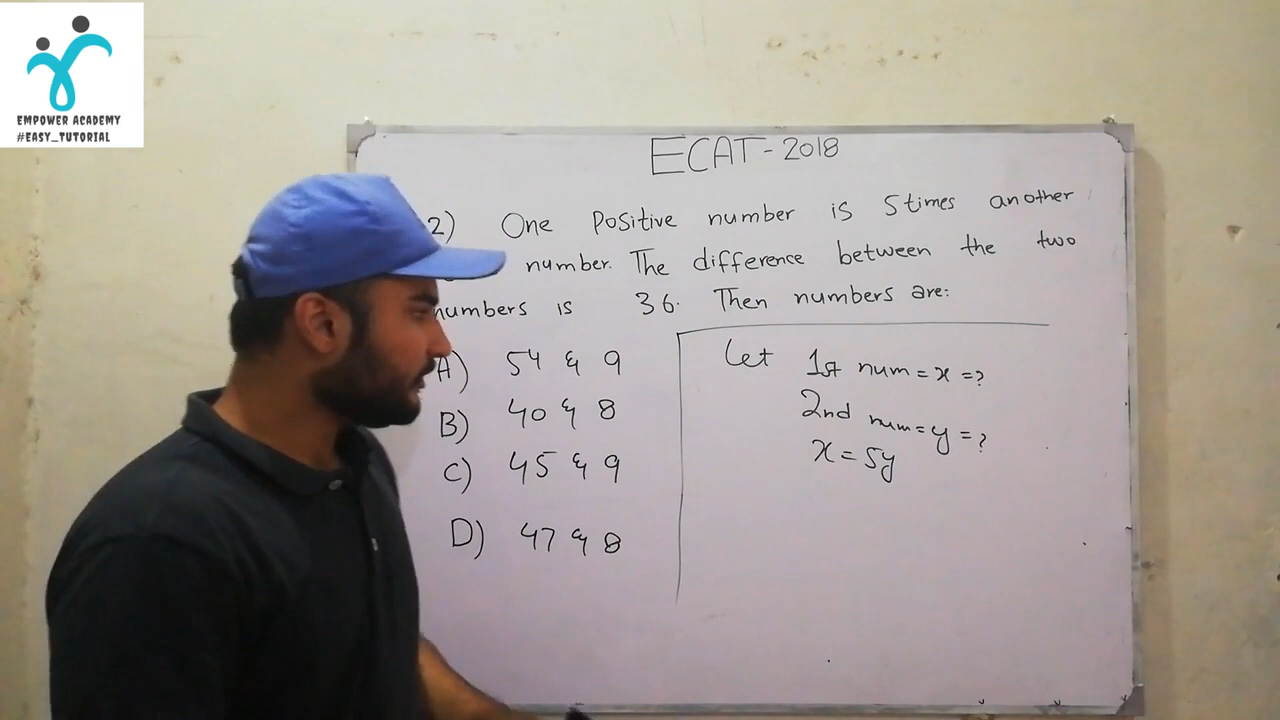 EMPOWER ACADEMY
#EASY_TUTORIAL
ECAT-2018
2) One Positive number is 5times another
number. The difference between the two
numbers is 36. Then numbers are:
A) 54 & 9
B) 40 & 8
C) 45 & 9
D) 47 & 8
Let 1st num = x = ?
2nd num = y = ?
x = 5y